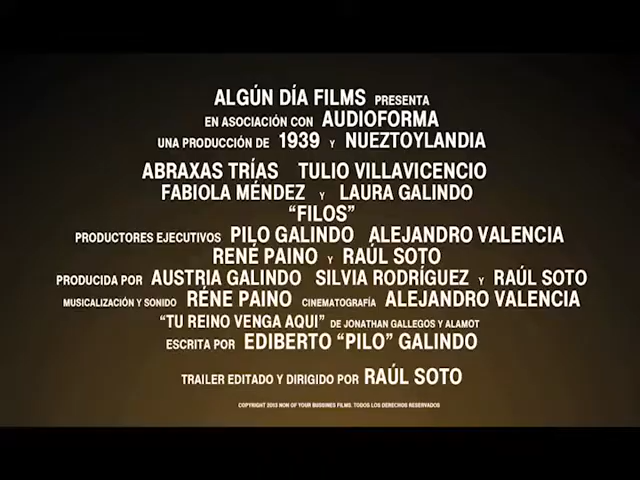 ALGÚN DÍA FILMS PRESENTA
EN ASOCIACIÓN CON AUDIOFORMA
UNA PRODUCCIÓN DE 1939 Y NUEZTOYLANDIA
ABRAXAS TRÍAS TULIO VILLAVICENCIO
FABIOLA MÉNDEZ Y LAURA GALINDO
“FILOS”
PRODUCTORES EJECUTIVOS PILO GALINDO ALEJANDRO VALENCIA
RENÉ PAINO Y RAÚL SOTO
PRODUCIDA POR AUSTRIA GALINDO SILVIA RODRÍGUEZ Y RAÚL SOTO
MUSICALIZACIÓN Y SONIDO RÉNE PAINO CINEMATOGRAFÍA ALEJANDRO VALENCIA
“TU REINO VENGA AQUI” DE JONATHAN GALLEGOS Y ALAMOT
ESCRITA POR EDIBERTO “PILO” GALINDO
TRAILER EDITADO Y DIRIGIDO POR RAÚL SOTO
COPYRIGHT 2013 NON OF YOUR BUSSINES FILMS. TODOS LOS DERECHOS RESERVADOS